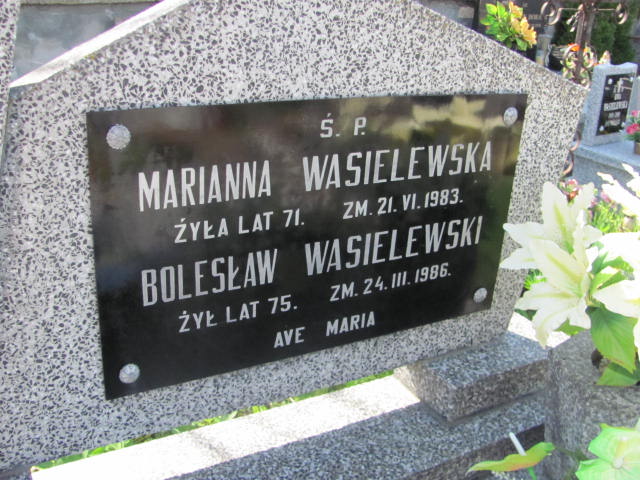 Ś. P.
MARIANNA WASIELEWSKA
ŻYŁA LAT 71. ZM. 21. VI. 1983.
BOLESŁAW WASIELEWSKI
ŻYŁ LAT 75. ZM. 24. III. 1986.
AVE MARIA
WASIELEWSKA